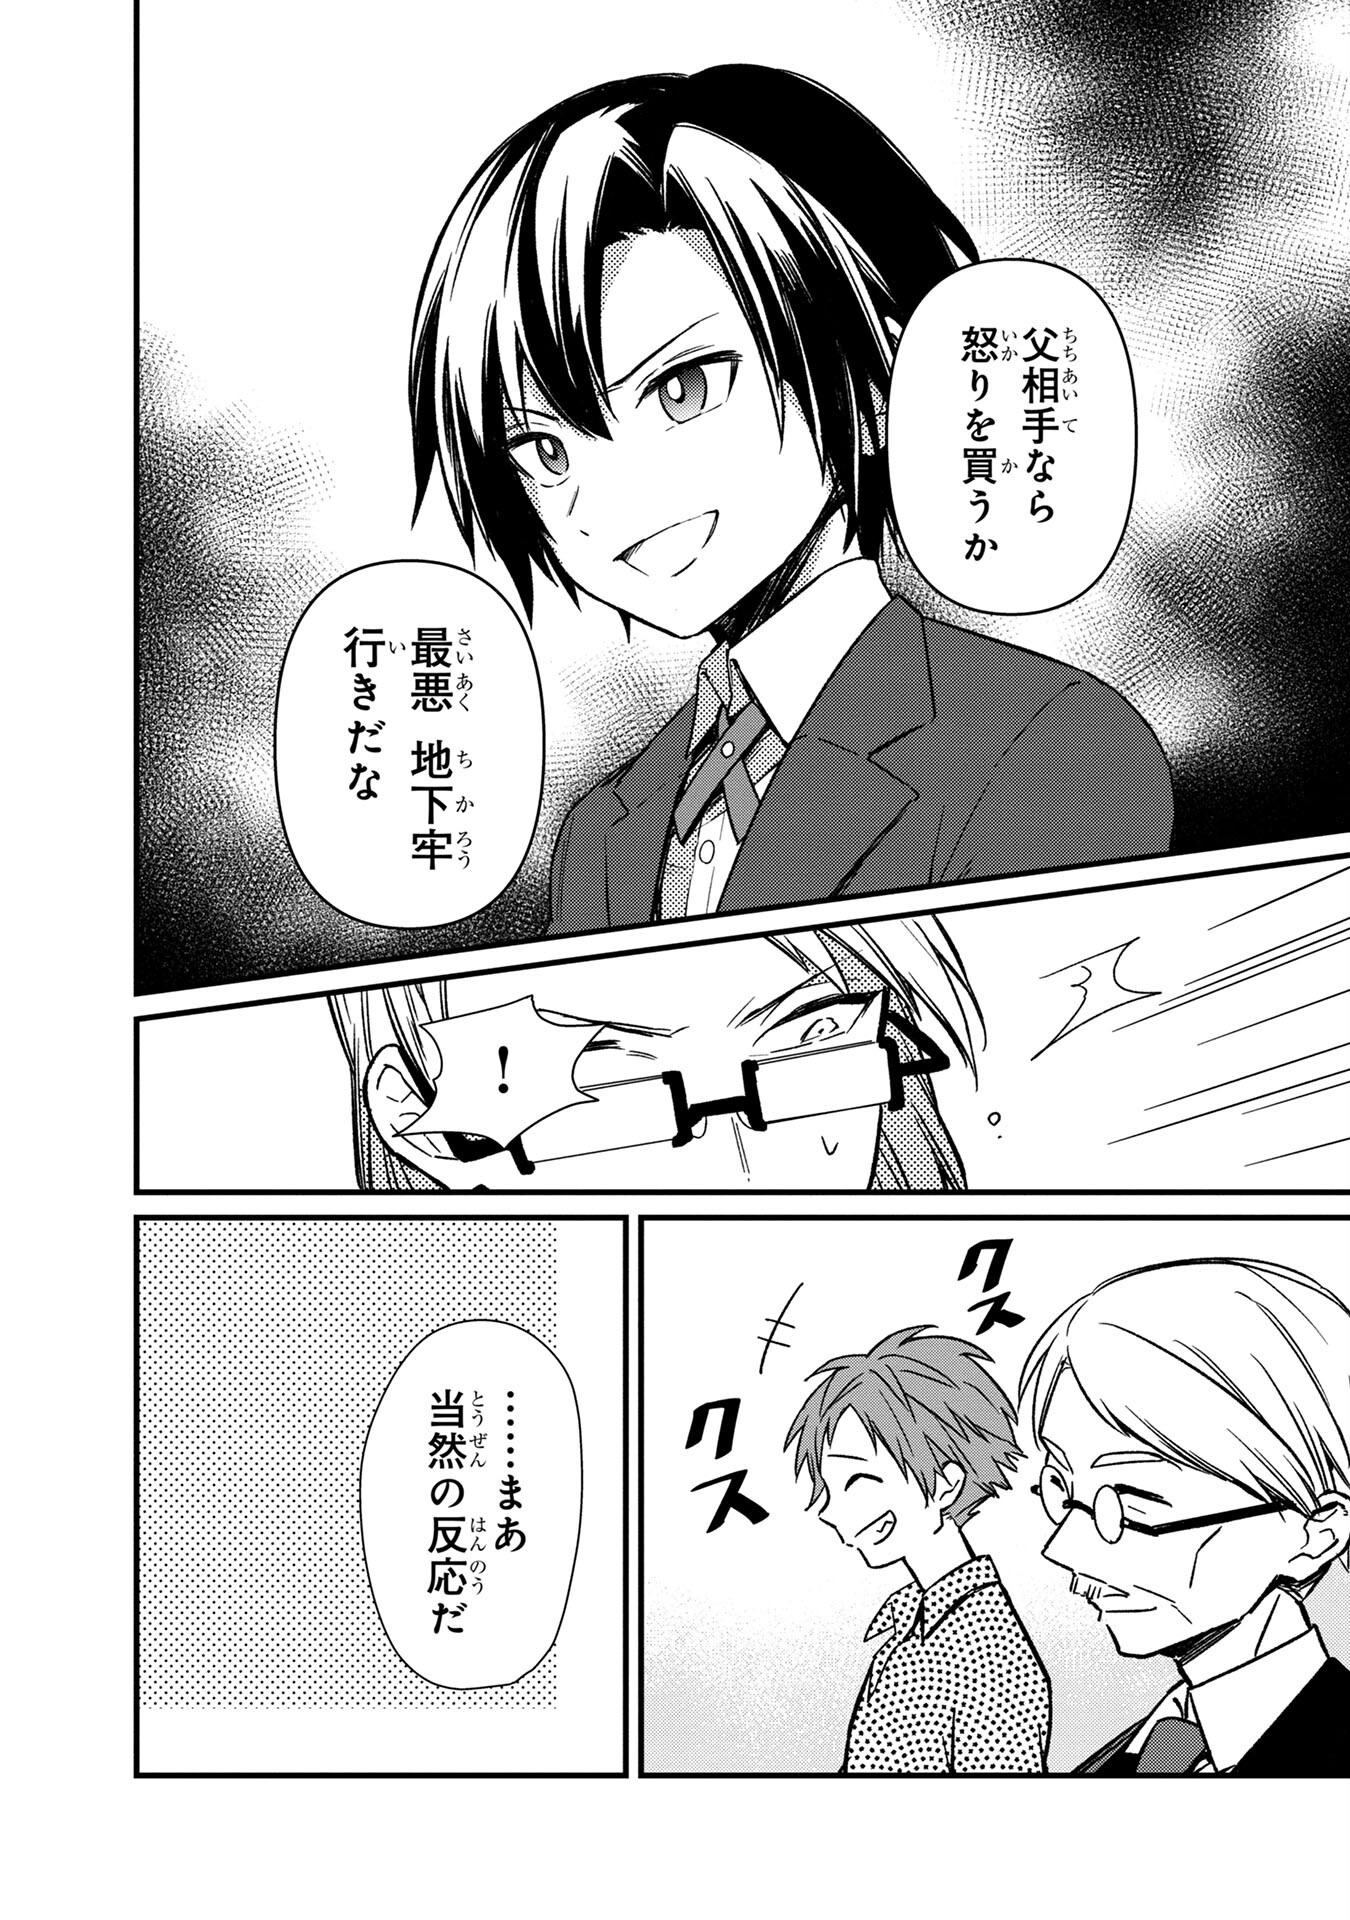 父相手なら
怒りを買うか
最悪 地下牢
行きだな
!
クス
クス
……まあ
当然の反応だ